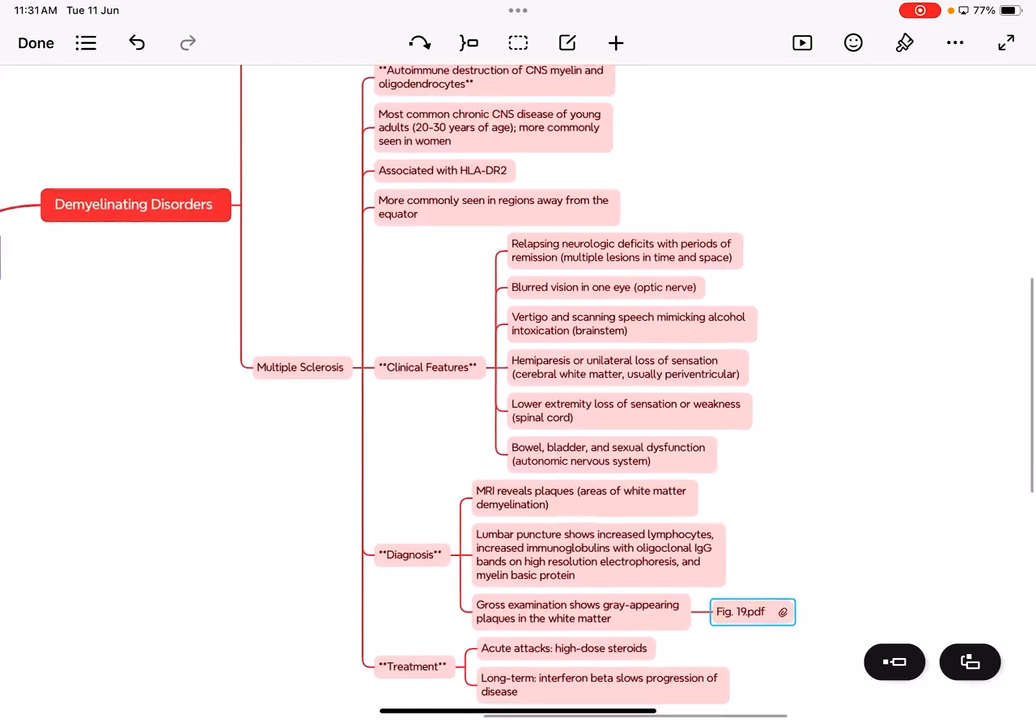 11:31 AM Tue 11 Jun
77%
Done
**Autoimmune destruction of CNS myelin and
oligodendrocytes**
Most common chronic CNS disease of young
adults (20-30 years of age); more commonly
seen in women
Associated with HLA-DR2
More commonly seen in regions away from the
equator
Demyelinating Disorders
Multiple Sclerosis
**Clinical Features**
Relapsing neurologic deficits with periods of
remission (multiple lesions in time and space)
Blurred vision in one eye (optic nerve)
Vertigo and scanning speech mimicking alcohol
intoxication (brainstem)
Hemiparesis or unilateral loss of sensation
(cerebral white matter, usually periventricular)
Lower extremity loss of sensation or weakness
(spinal cord)
Bowel, bladder, and sexual dysfunction
(autonomic nervous system)
**Diagnosis**
MRI reveals plaques (areas of white matter
demyelination)
Lumbar puncture shows increased lymphocytes,
increased immunoglobulins with oligoclonal IgG
bands on high resolution electrophoresis, and
myelin basic protein
Gross examination shows gray-appearing
plaques in the white matter
Fig. 19.pdf
**Treatment**
Acute attacks: high-dose steroids
Long-term: interferon beta slows progression of
disease